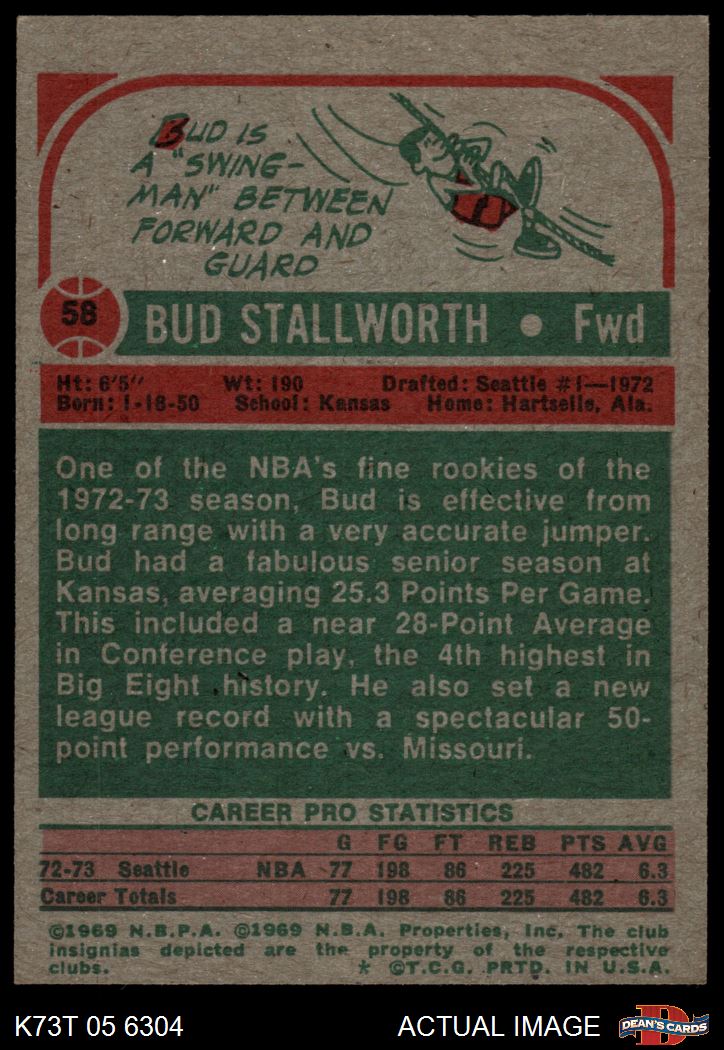 BUD IS
A "SWING-
MAN" BETWEEN
FORWARD AND
GUARD
58
BUD STALLWORTH • Fwd
Ht: 6'5" Wt: 190 Drafted: Seattle #1—1972
Born: 1-18-50 School: Kansas Home: Hartselle, Ala.
One of the NBA's fine rookies of the
1972-73 season, Bud is effective from
long range with a very accurate jumper.
Bud had a fabulous senior season at
Kansas, averaging 25.3 Points Per Game.
This included a near 28-Point Average
in Conference play, the 4th highest in
Big Eight history. He also set a new
league record with a spectacular 50-
point performance vs. Missouri.
CAREER PRO STATISTICS
G FG FT REB PTS AVG
72-73 Seattle NBA 77 198 86 225 482 6.3
Career Totals 77 198 86 225 482 6.3
©1969 N.B.P.A. ©1969 N.B.A. Properties, Inc. The club
insignias depicted are the property of the respective
clubs. * ©T.C.G. PRTD. IN U.S.A.
K73T 05 6304 ACTUAL IMAGE
D
DEAN'S CARDS